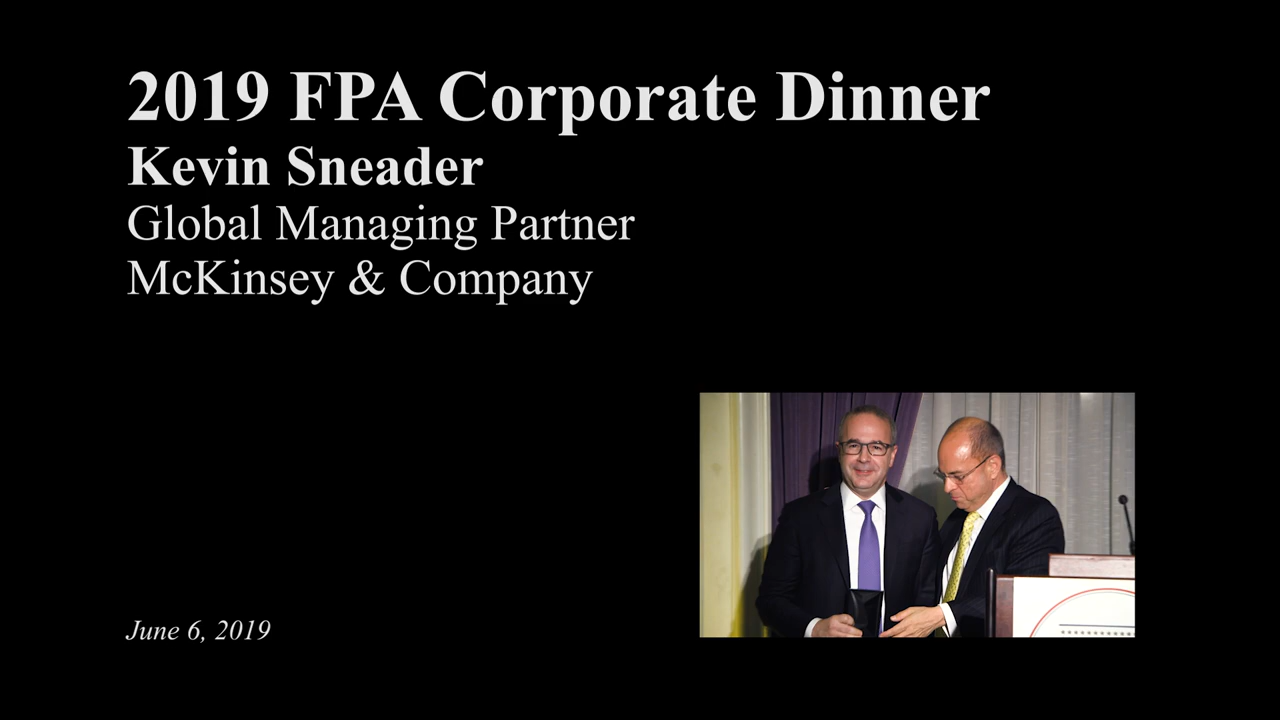 2019 FPA Corporate Dinner
Kevin Sneader
Global Managing Partner
McKinsey & Company
June 6, 2019